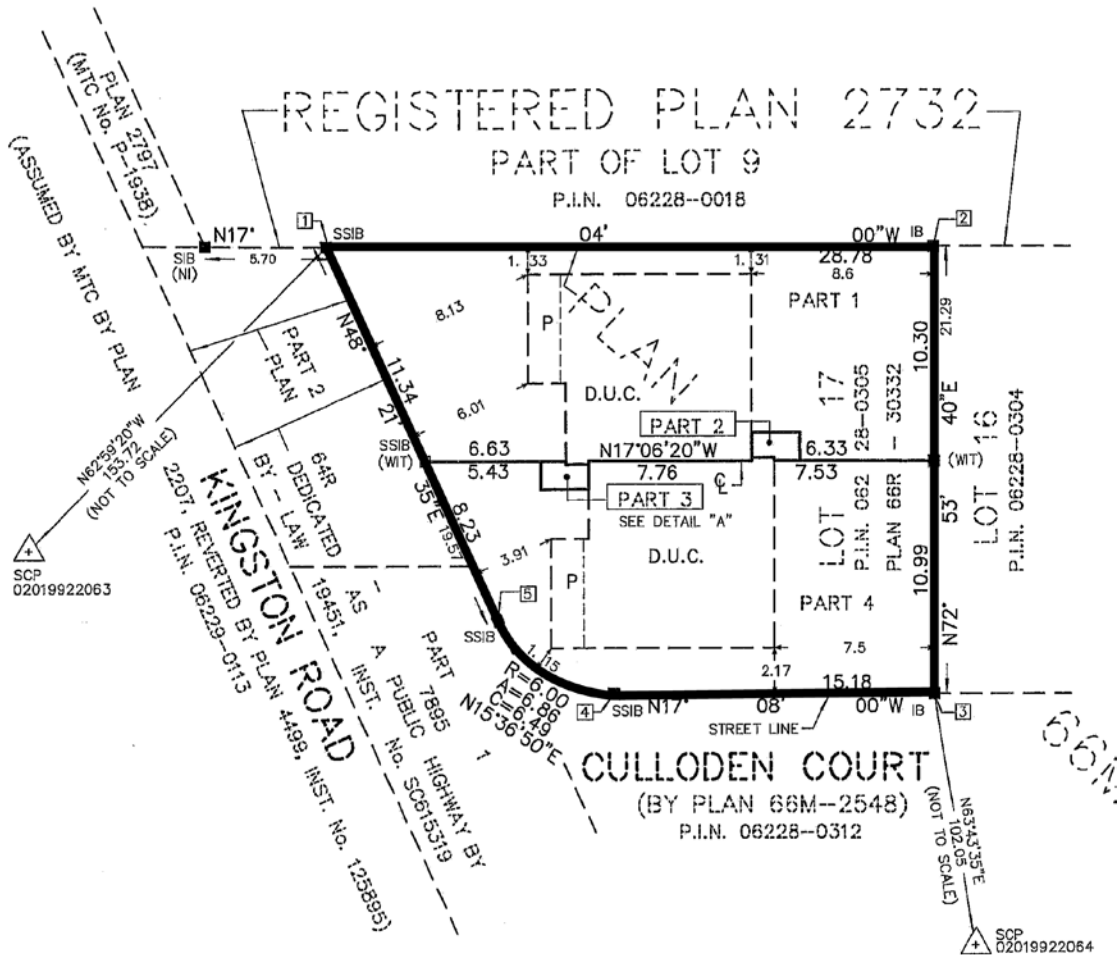 REGISTERED PLAN 2732
PART OF LOT 9
P.I.N. 06228--0018
PLAN 2797
(MTC No. P-1938).
(ASSUMED BY MTC BY PLAN
2207, REVERTED BY PLAN 4499, INST. No. 125895)
P.I.N. 06229--0113
KINGSTON ROAD
SIB
(NI)
N17°
5.70
1
SSIB
04'
00"W
IB
2
28.78
8.6
1.33
1.31
PART 1
21.29
10.30
40"E
8.13
P
PLAN
N48°
PART 2
PLAN
11.34
21'
D.U.C.
6.01
PART 2
LOT 17
P.I.N. 062 28-0305
PLAN 66R - 30332
LOT 16
P.I.N. 06228-0304
N62°59'20"W
153.72
(NOT TO SCALE)
SCP
02019922063
SSIB
(WIT)
6.63
N17°06'20"W
6.33
(WIT)
5.43
7.76
7.53
℄
PART 3
SEE DETAIL "A"
D.U.C.
64R
DEDICATED
BY - LAW
35"E
8.23
19.57
3.91
P
53'
10.99
N72°
PART 4
7.5
5
SSIB
AS
19451,
PART 7895 1
A PUBLIC HIGHWAY BY
INST. No. SC615319
1.15
R=6.00
A=6.86
C=6.49
N15°36'50"E
2.17
15.18
4
SSIB
N17°
08'
00"W
IB
3
STREET LINE
CULLODEN COURT
(BY PLAN 66M--2548)
P.I.N. 06228--0312
66M
N63°43'35"E
102.05
(NOT TO SCALE)
SCP
02019922064